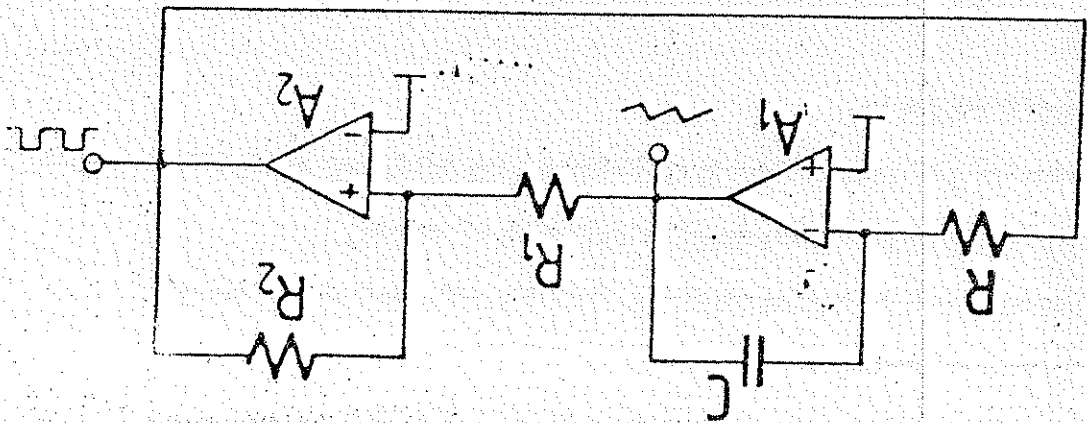 C
R
R₂
R₁
−
+
+
−
A₁
A₂